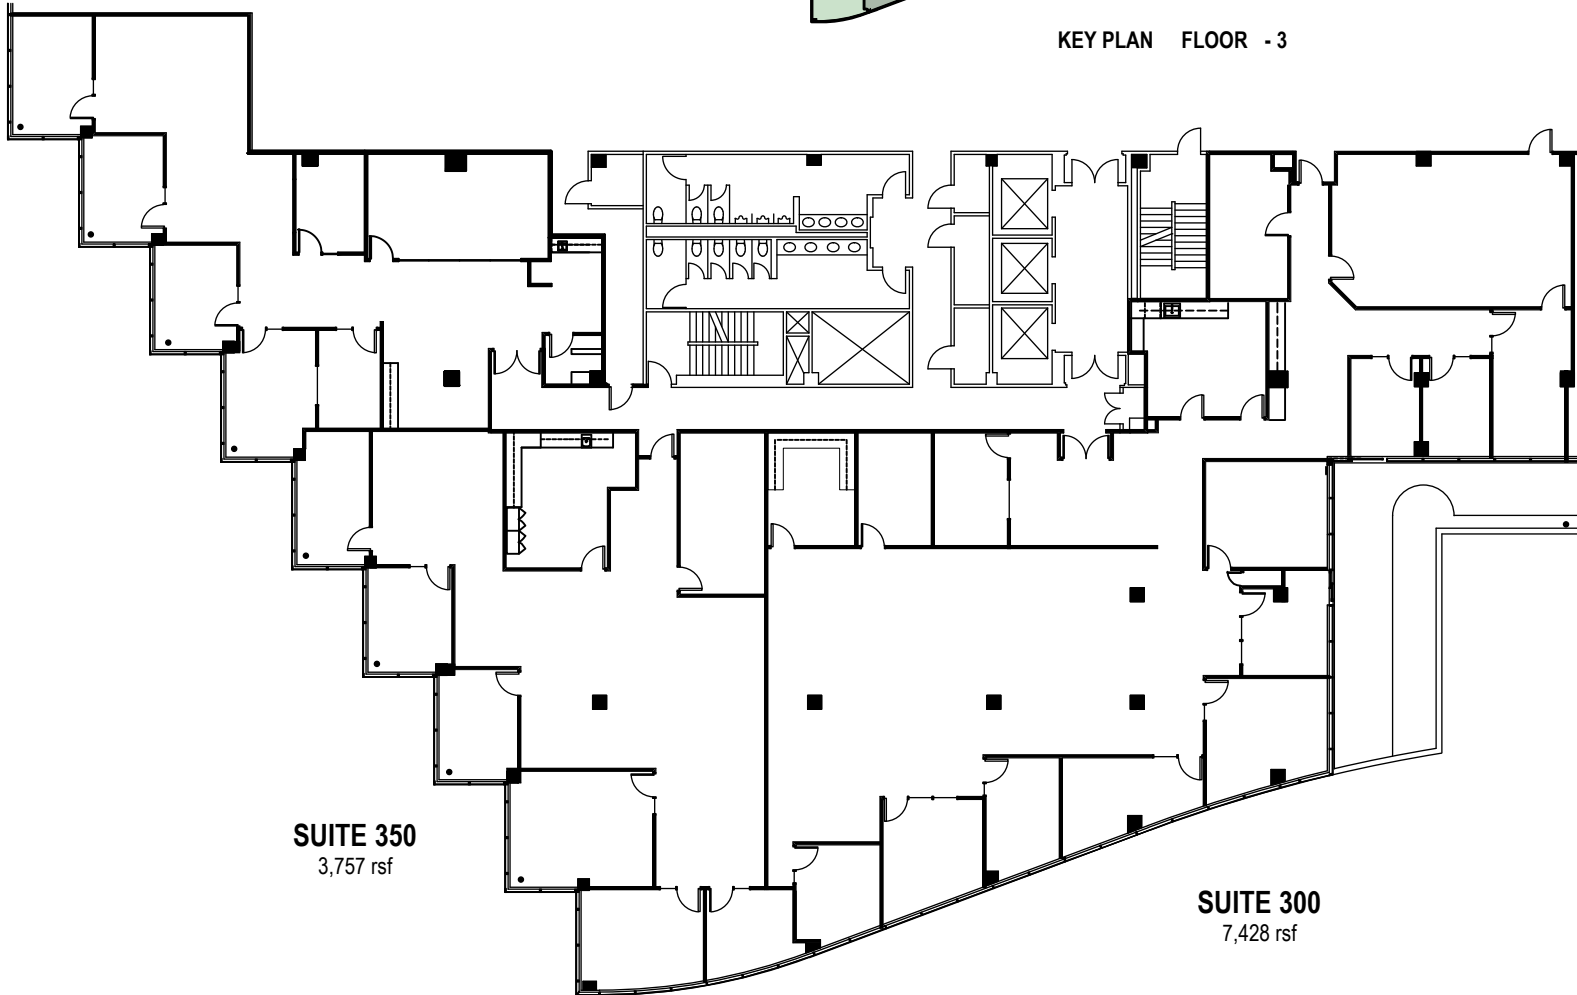 KEY PLAN FLOOR - 3
SUITE 350
3,757 rsf
SUITE 300
7,428 rsf